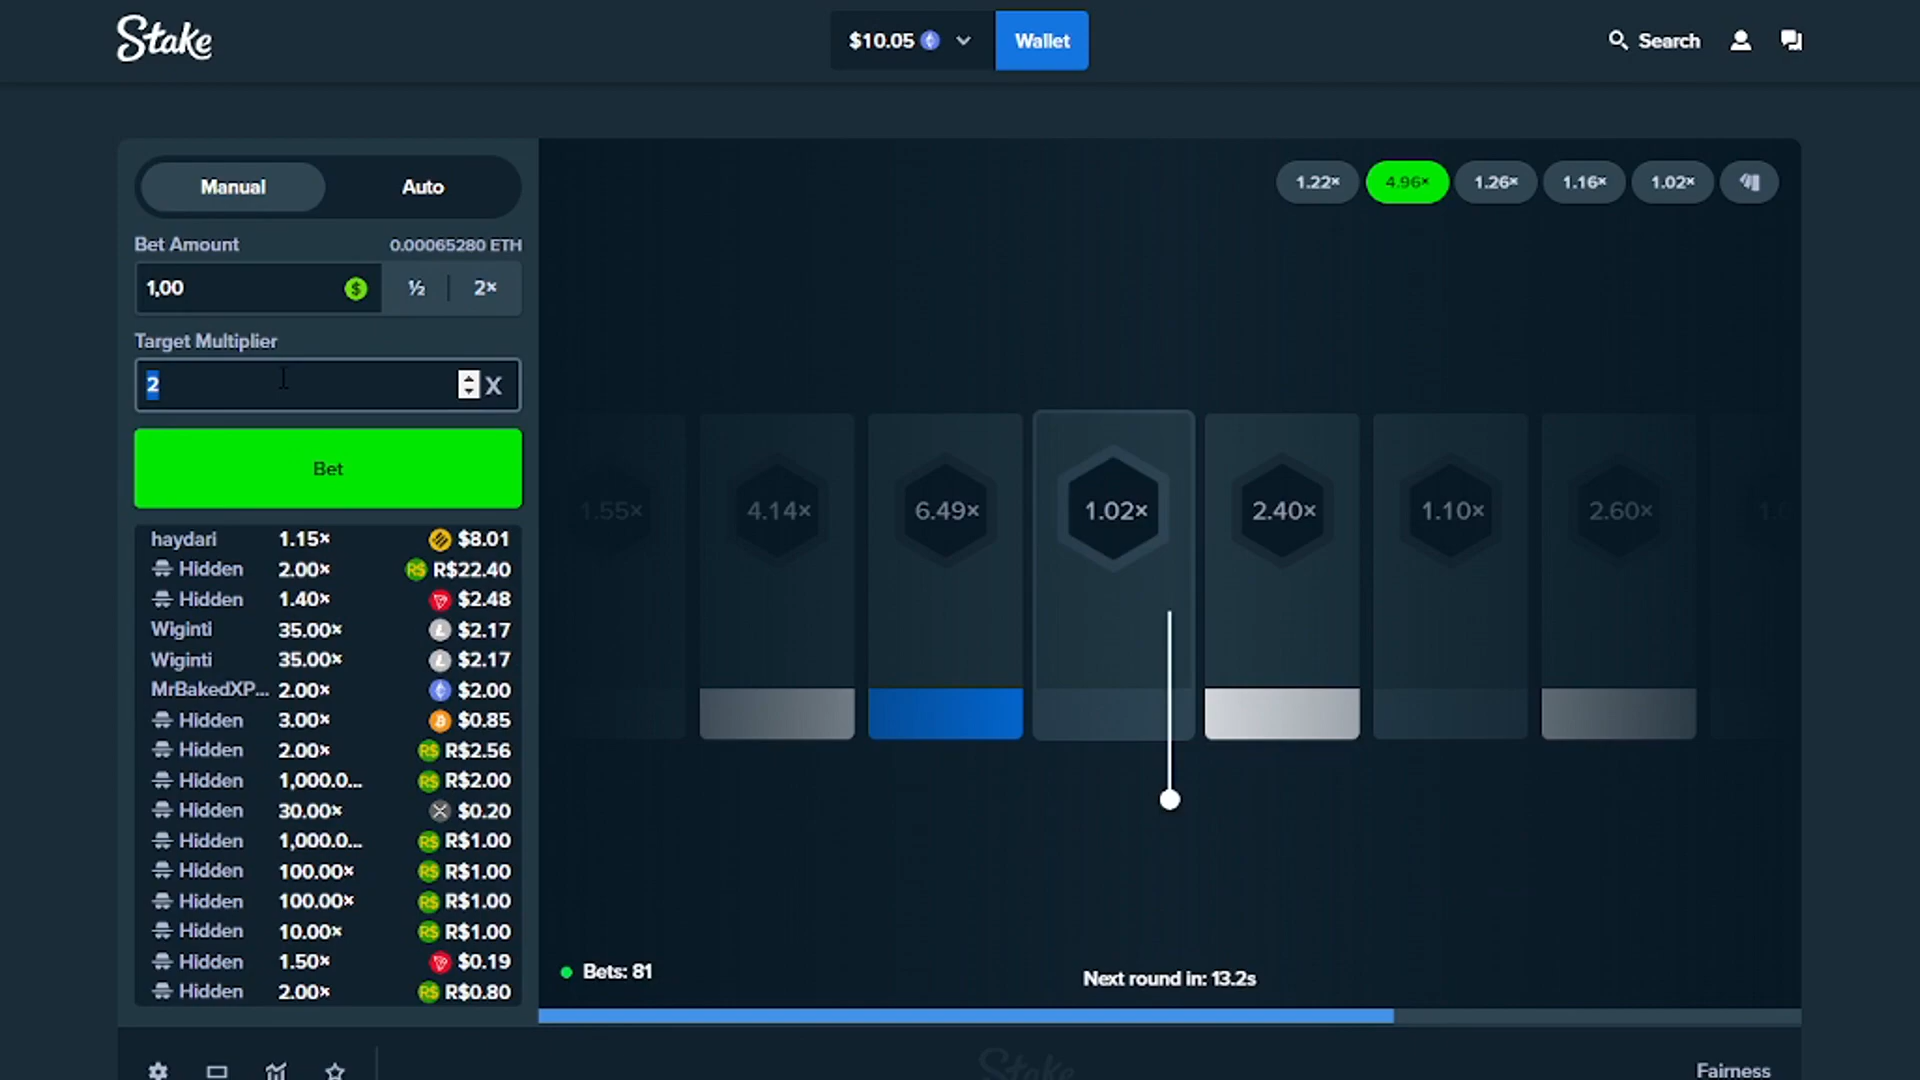 Stake
$10.05
Wallet
Search
Manual
Auto
Bet Amount
0.00065280 ETH
1,00
½
2×
Target Multiplier
2
X
Bet
haydari 1.15× $8.01
Hidden 2.00× R$22.40
Hidden 1.40× $2.48
Wiginti 35.00× $2.17
Wiginti 35.00× $2.17
MrBakedXP... 2.00× $2.00
Hidden 3.00× $0.85
Hidden 2.00× R$2.56
Hidden 1,000.0... R$2.00
Hidden 30.00× $0.20
Hidden 1,000.0... R$1.00
Hidden 100.00× R$1.00
Hidden 100.00× R$1.00
Hidden 10.00× R$1.00
Hidden 1.50× $0.19
Hidden 2.00× R$0.80
1.22× 4.96× 1.26× 1.16× 1.02×
1.55× 4.14× 6.49× 1.02× 2.40× 1.10× 2.60×
Bets: 81
Next round in: 13.2s
Stake
Fairness